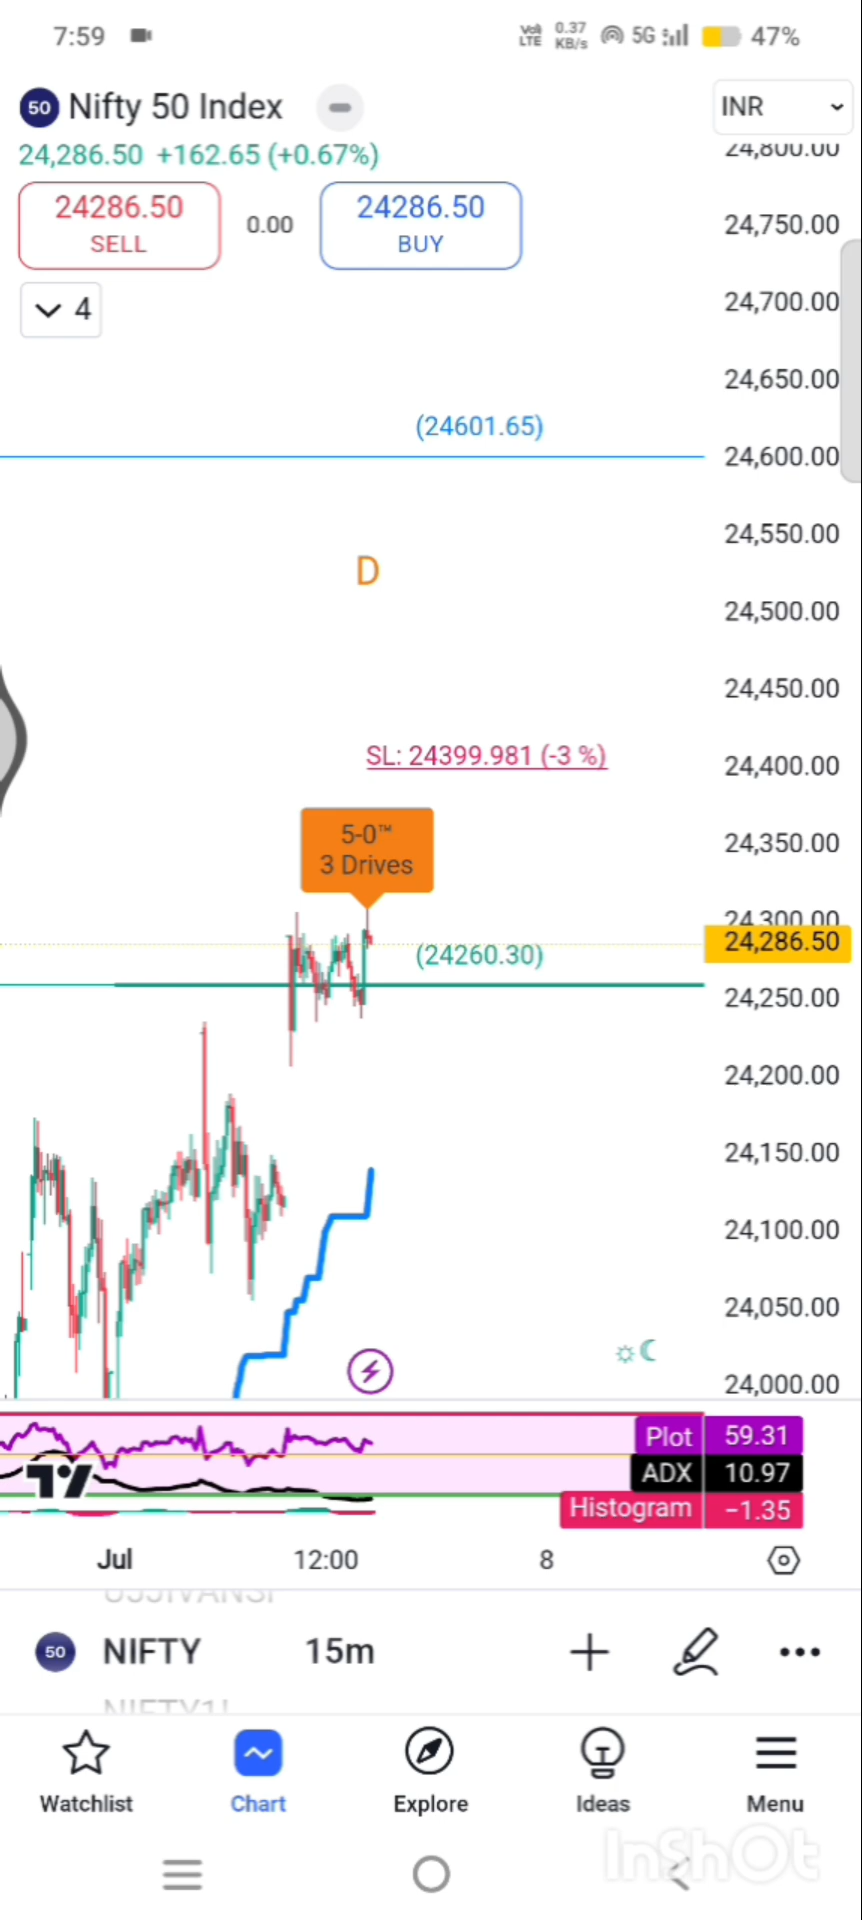 7:59
Vol) LTE 0.37 KB/s 5G 47%
50 Nifty 50 Index
INR
24,286.50 +162.65 (+0.67%)
24,800.00
24286.50
SELL
0.00
24286.50
BUY
24,750.00
4
24,700.00
24,650.00
(24601.65)
24,600.00
24,550.00
D
24,500.00
24,450.00
SL: 24399.981 (-3 %)
24,400.00
5-0™
3 Drives
24,350.00
24,300.00
24,286.50
(24260.30)
24,250.00
24,200.00
24,150.00
24,100.00
24,050.00
24,000.00
Plot 59.31
ADX 10.97
Histogram −1.35
Jul 12:00 8
UJJIVANSF
50 NIFTY 15m
NIFTY1!
Watchlist Chart Explore Ideas Menu
InShOt